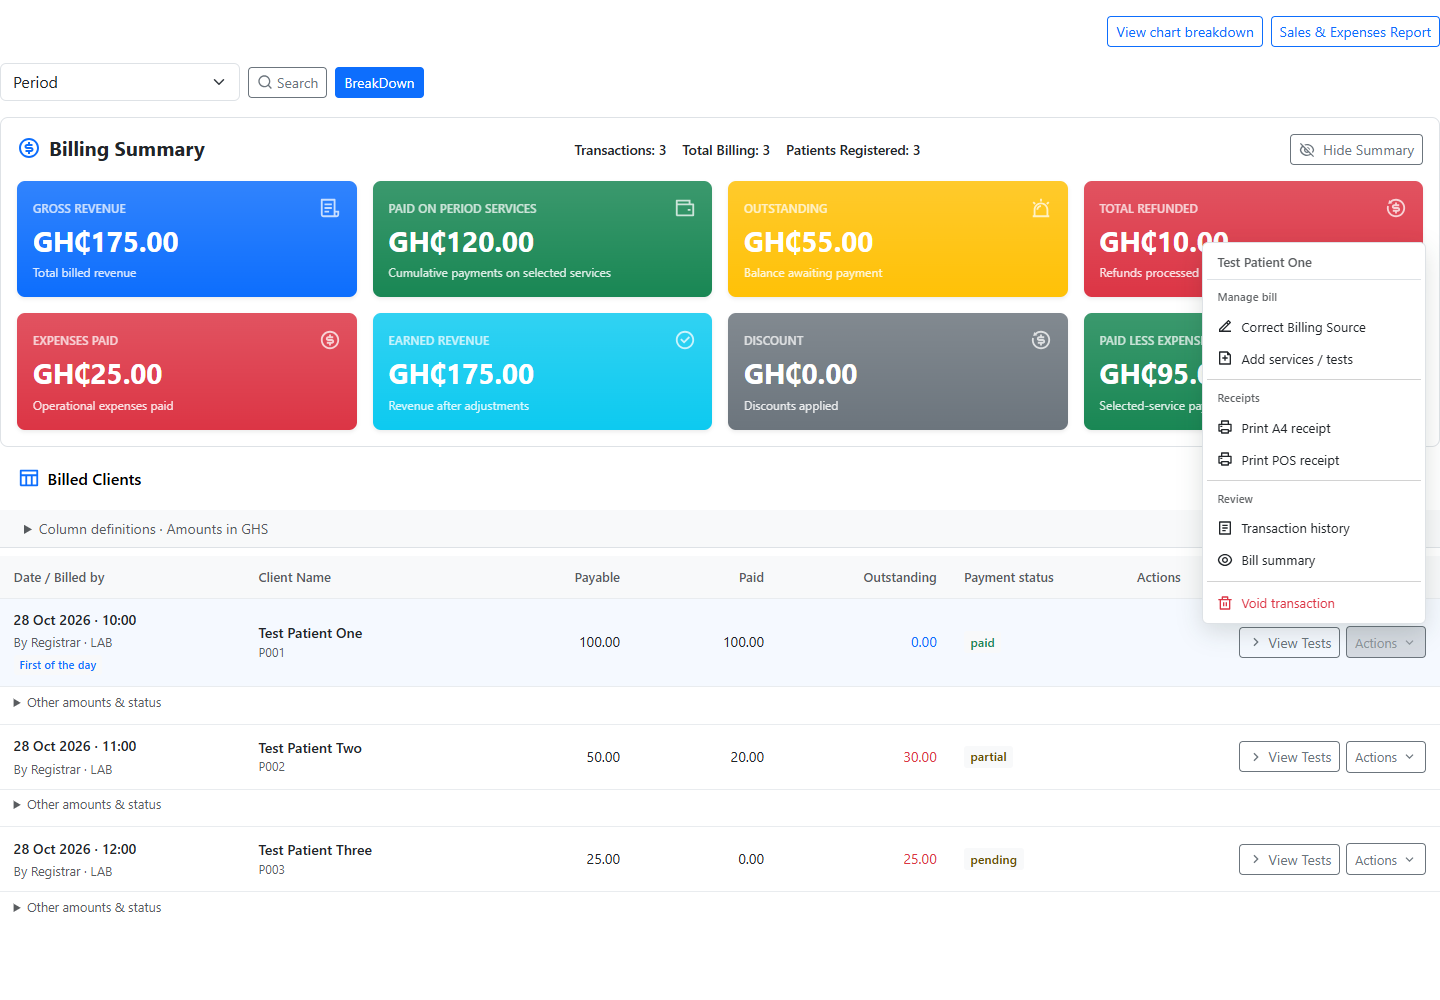 View chart breakdown Sales & Expenses Report
Period Search BreakDown
Billing Summary Transactions: 3 Total Billing: 3 Patients Registered: 3 Hide Summary
GROSS REVENUE
GH₵175.00
Total billed revenue
PAID ON PERIOD SERVICES
GH₵120.00
Cumulative payments on selected services
OUTSTANDING
GH₵55.00
Balance awaiting payment
TOTAL REFUNDED
GH₵10.00
Refunds processed
EXPENSES PAID
GH₵25.00
Operational expenses paid
EARNED REVENUE
GH₵175.00
Revenue after adjustments
DISCOUNT
GH₵0.00
Discounts applied
PAID LESS
GH₵95.
Selected-service
Test Patient One
Manage bill
Correct Billing Source
Add services / tests
Receipts
Print A4 receipt
Print POS receipt
Review
Transaction history
Bill summary
Void transaction
Billed Clients
Column definitions · Amounts in GHS
Date / Billed by Client Name Payable Paid Outstanding Payment status Actions
28 Oct 2026 · 10:00
By Registrar · LAB
First of the day
Test Patient One
P001
100.00 100.00 0.00 paid View Tests Actions
Other amounts & status
28 Oct 2026 · 11:00
By Registrar · LAB
Test Patient Two
P002
50.00 20.00 30.00 partial View Tests Actions
Other amounts & status
28 Oct 2026 · 12:00
By Registrar · LAB
Test Patient Three
P003
25.00 0.00 25.00 pending View Tests Actions
Other amounts & status